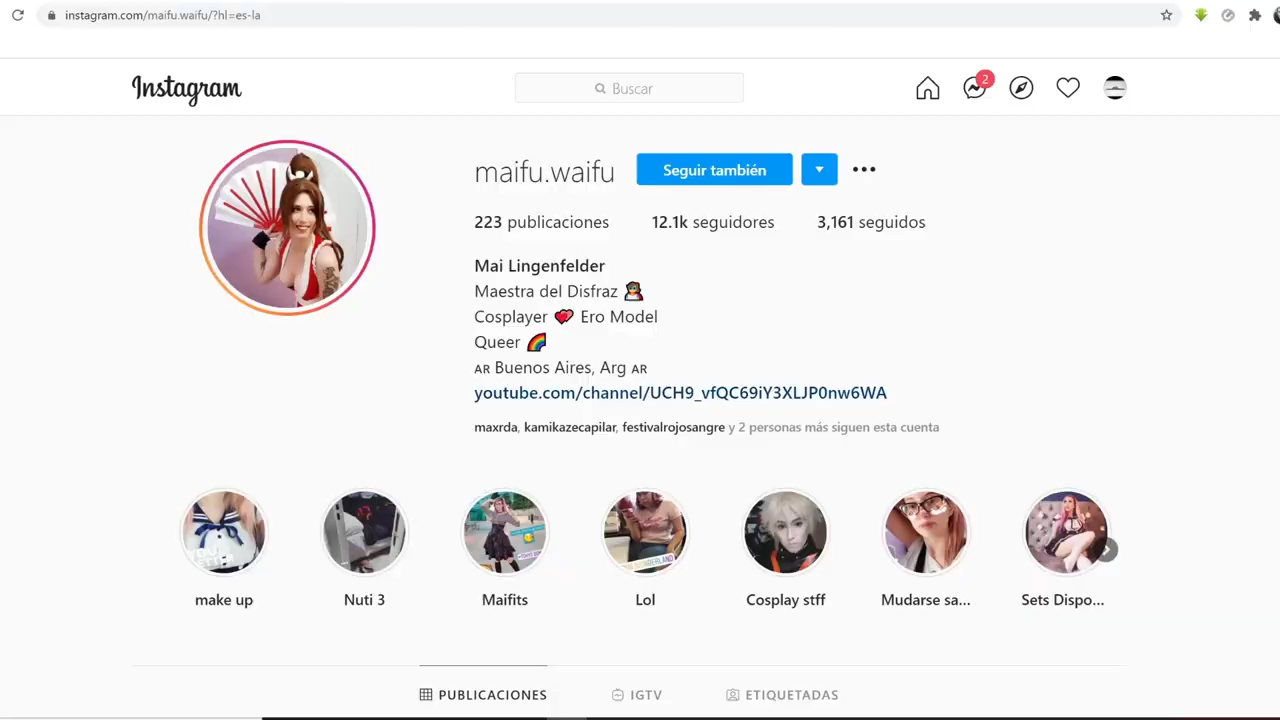 instagram.com/maifu.waifu/?hl=es-la
Instagram
Buscar
2
maifu.waifu
Seguir también
223 publicaciones
12.1k seguidores
3,161 seguidos
Mai Lingenfelder
Maestra del Disfraz
Cosplayer 💕 Ero Model
Queer 🌈
AR Buenos Aires, Arg AR
youtube.com/channel/UCH9_vfQC69iY3XLJP0nw6WA
maxrda, kamikazecapilar, festivalrojosangre y 2 personas más siguen esta cuenta
make up
Nuti 3
Maifits
Lol
Cosplay stff
Mudarse sa...
Sets Dispo...
PUBLICACIONES
IGTV
ETIQUETADAS